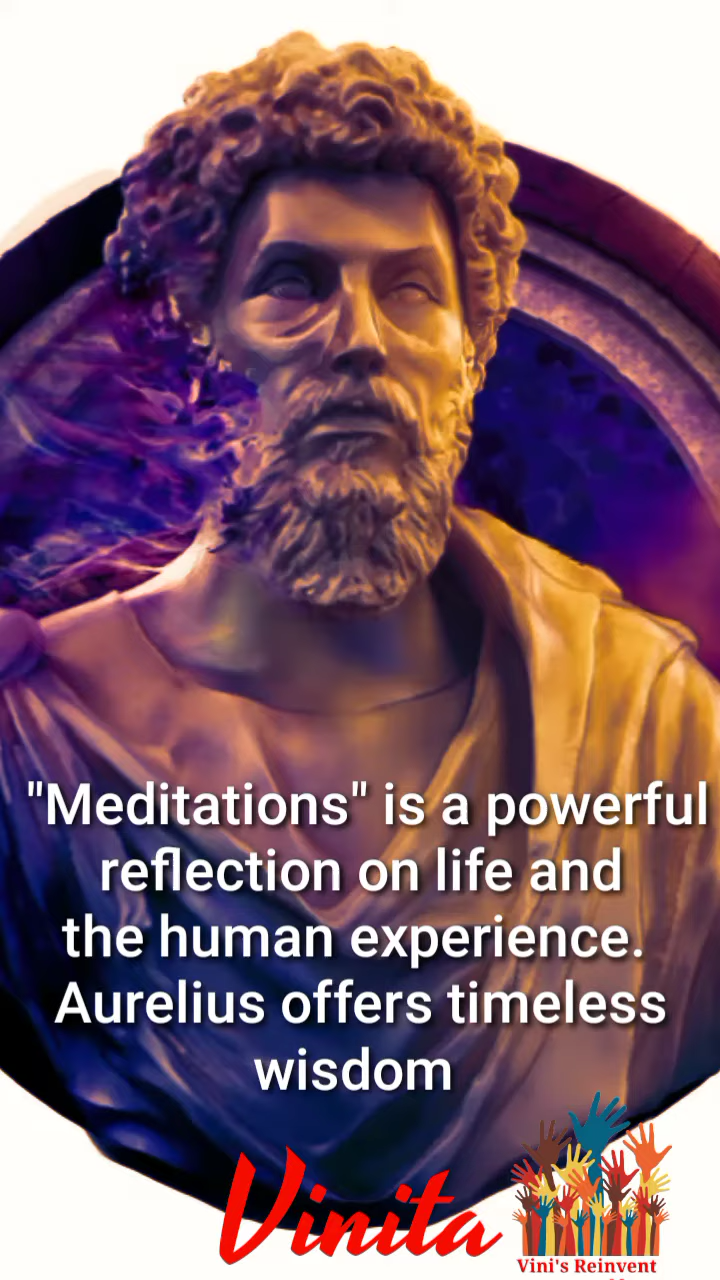 "Meditations" is a powerful
reflection on life and
the human experience.
Aurelius offers timeless
wisdom
Vinita
Vini's Reinvent